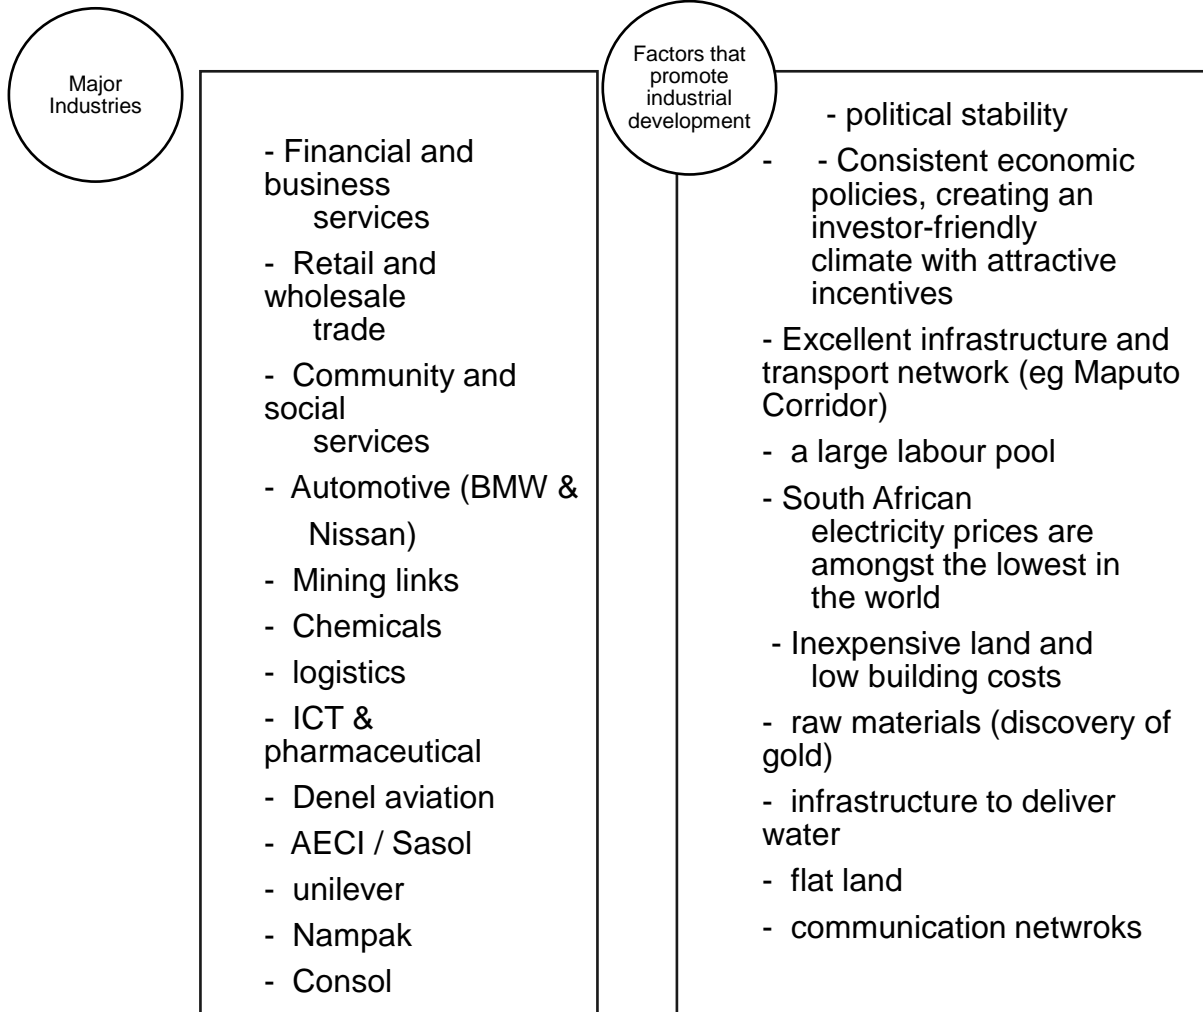 Major
Industries
- Financial and
business
services
- Retail and
wholesale
trade
- Community and
social
services
- Automotive (BMW &
Nissan)
- Mining links
- Chemicals
- logistics
- ICT &
pharmaceutical
- Denel aviation
- AECI / Sasol
- unilever
- Nampak
- Consol
Factors that
promote
industrial
development
- political stability
- - Consistent economic
policies, creating an
investor-friendly
climate with attractive
incentives
- Excellent infrastructure and
transport network (eg Maputo
Corridor)
- a large labour pool
- South African
electricity prices are
amongst the lowest in
the world
- Inexpensive land and
low building costs
- raw materials (discovery of
gold)
- infrastructure to deliver
water
- flat land
- communication netwroks